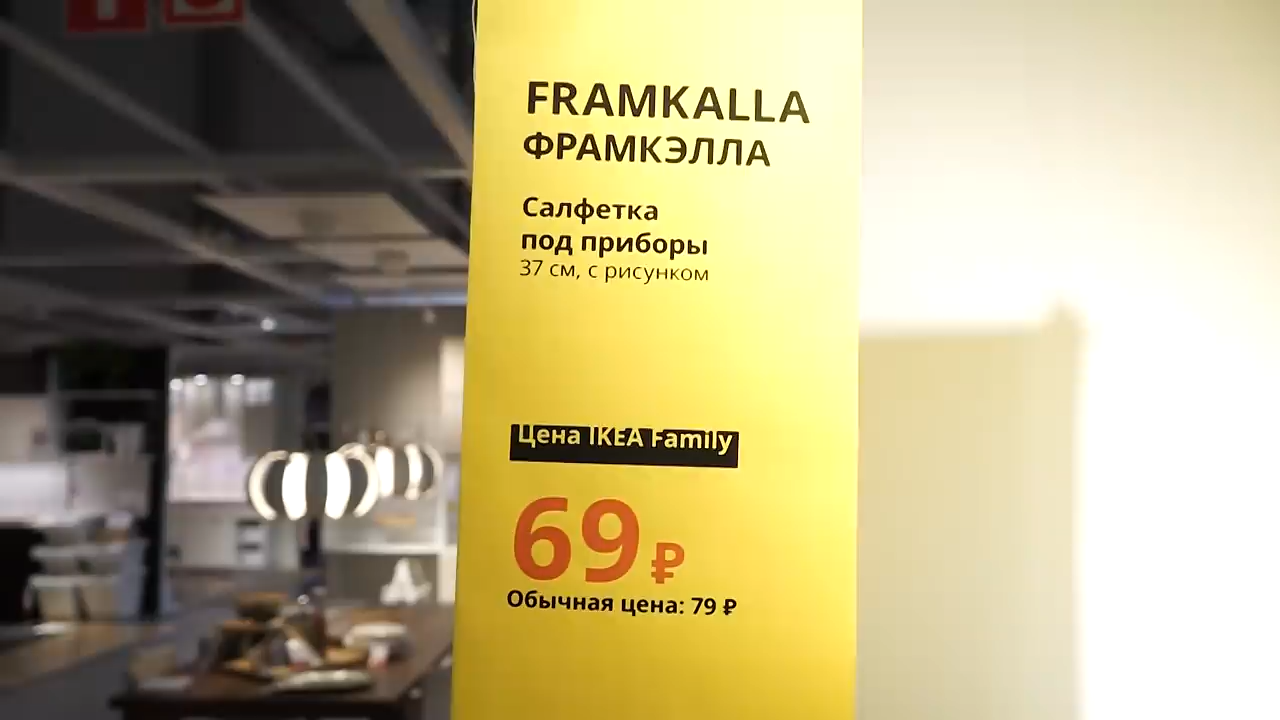 FRAMKALLA
ФРАМКЭЛЛА
Салфетка
под приборы
37 см, с рисунком
Цена IKEA Family
69 ₽
Обычная цена: 79 ₽